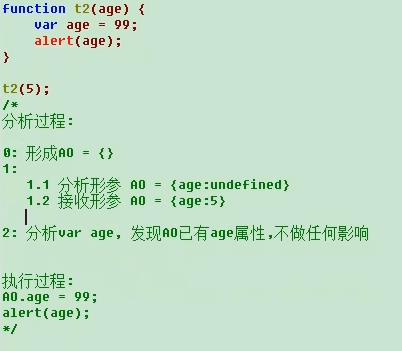 function t2(age) {
    var age = 99;
    alert(age);
}

t2(5);
/*
分析过程:

0: 形成AO = {}
1:
   1.1 分析形参 AO = {age:undefined}
   1.2 接收形参 AO = {age:5}

2: 分析var age, 发现AO已有age属性,不做任何影响


执行过程:
AO.age = 99;
alert(age);
*/